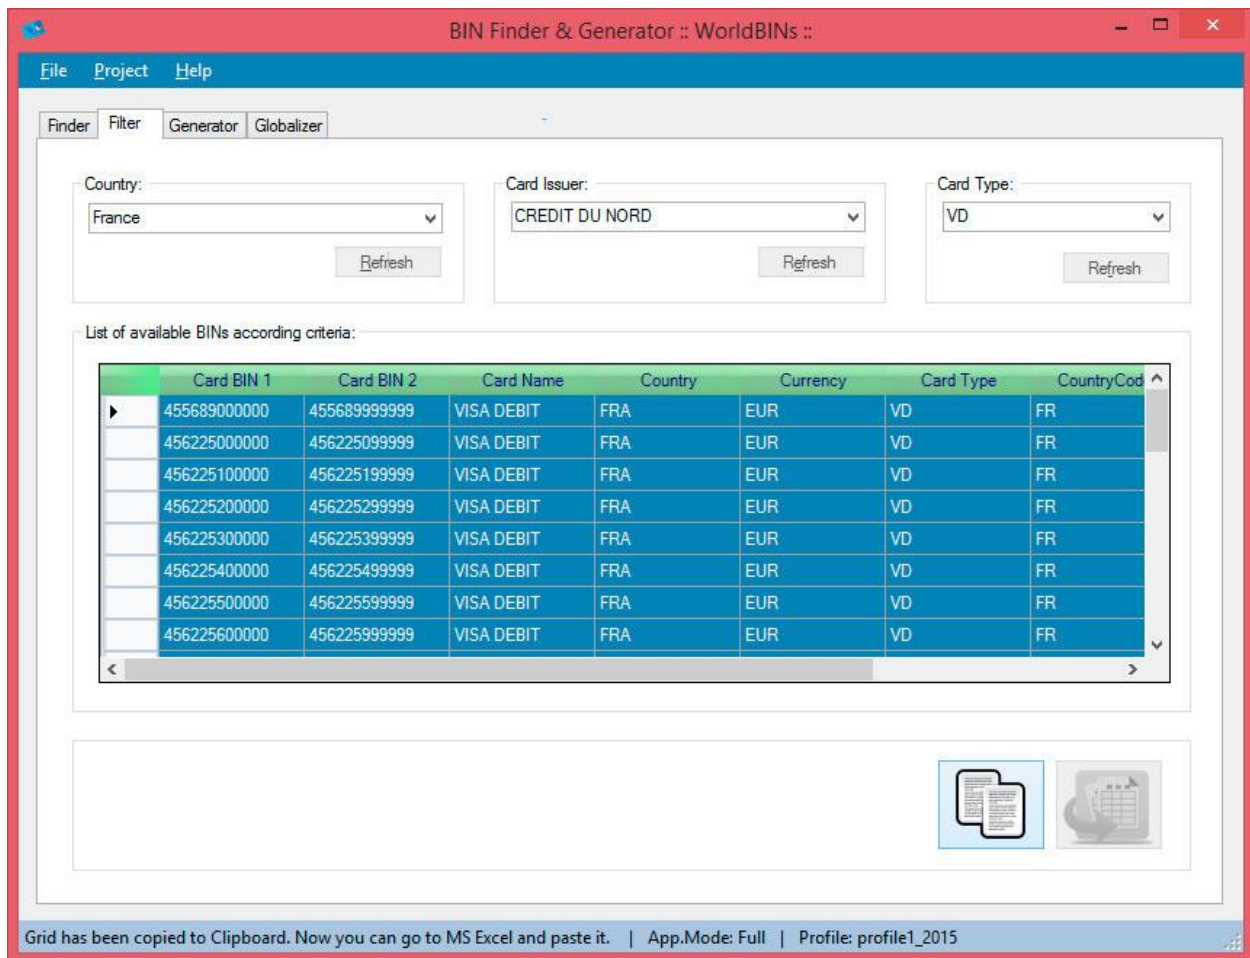 BIN Finder & Generator :: WorldBINs ::
File Project Help
Finder Filter Generator Globalizer
Country: Card Issuer: Card Type:
France CREDIT DU NORD VD
Refresh Refresh Refresh
List of available BINs according criteria:
Card BIN 1 Card BIN 2 Card Name Country Currency Card Type CountryCod
455689000000 455689999999 VISA DEBIT FRA EUR VD FR
456225000000 456225099999 VISA DEBIT FRA EUR VD FR
456225100000 456225199999 VISA DEBIT FRA EUR VD FR
456225200000 456225299999 VISA DEBIT FRA EUR VD FR
456225300000 456225399999 VISA DEBIT FRA EUR VD FR
456225400000 456225499999 VISA DEBIT FRA EUR VD FR
456225500000 456225599999 VISA DEBIT FRA EUR VD FR
456225600000 456225999999 VISA DEBIT FRA EUR VD FR
Grid has been copied to Clipboard. Now you can go to MS Excel and paste it. | App.Mode: Full | Profile: profile1_2015